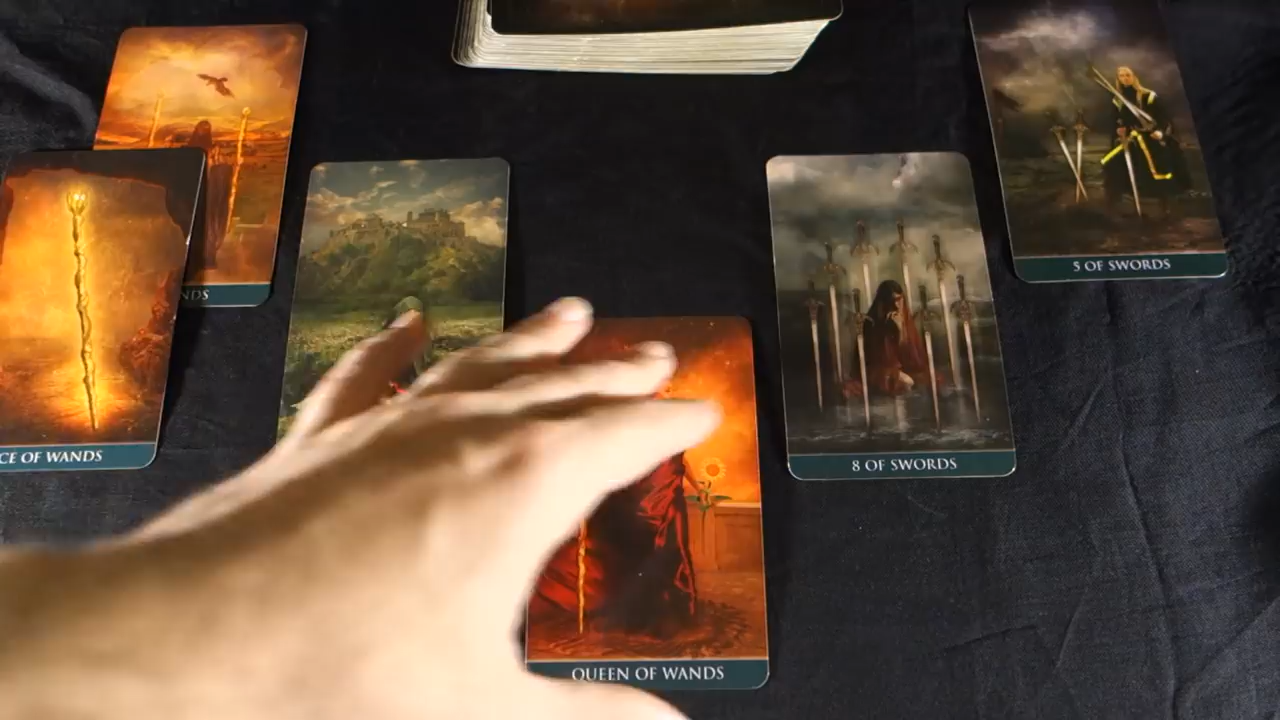 NDS
CE OF WANDS
5 OF SWORDS
8 OF SWORDS
QUEEN OF WANDS